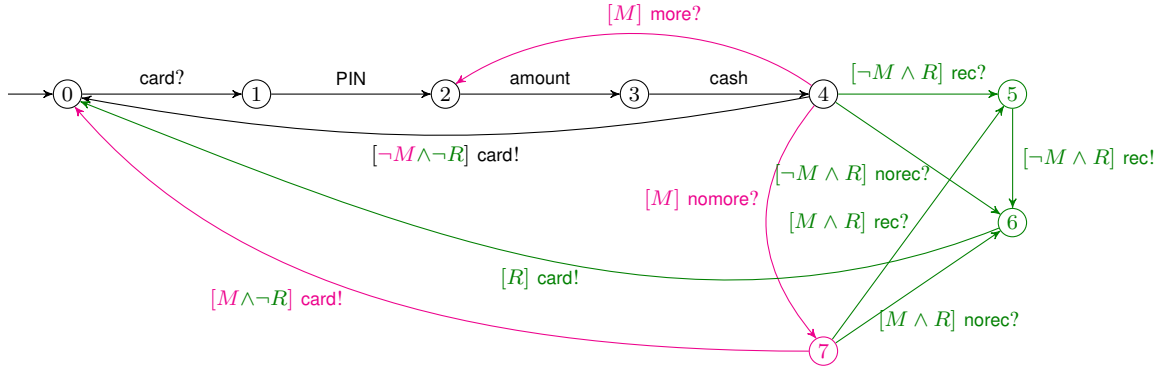 [M] more?
card?
PIN
amount
cash
[¬M ∧ R] rec?
0
1
2
3
4
5
[¬M∧¬R] card!
[¬M ∧ R] rec!
[¬M ∧ R] norec?
[M] nomore?
[M ∧ R] rec?
6
[R] card!
[M∧¬R] card!
[M ∧ R] norec?
7